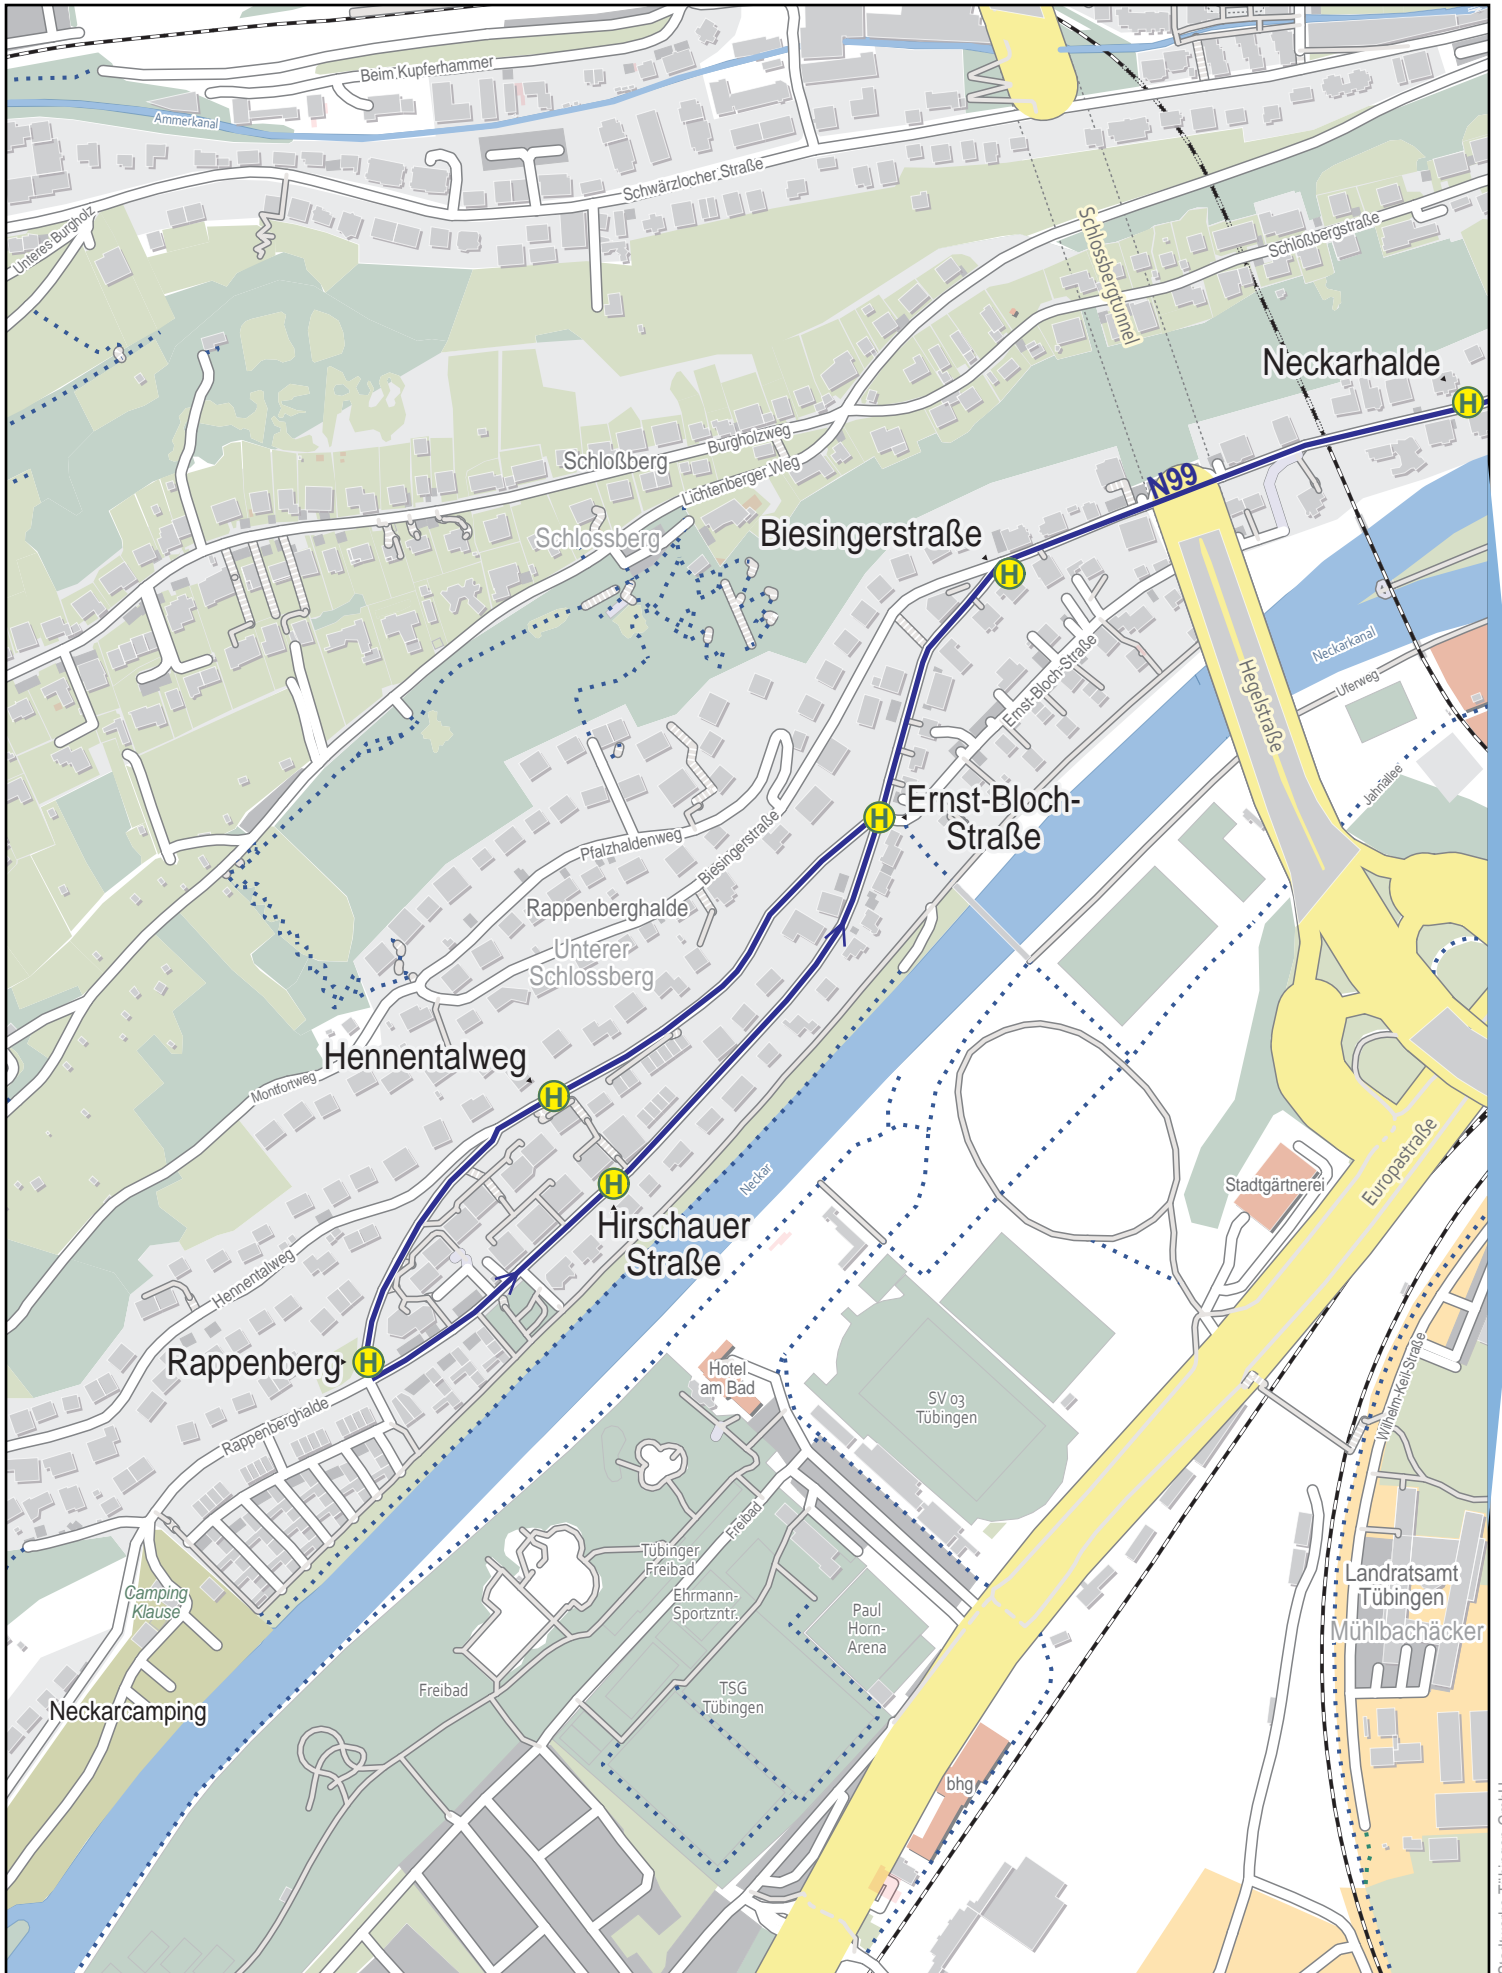 Beim Kupferhammer
Ammerkanal
Schwärzlocher Straße
Unteres Burgholz
Schlossbergtunnel
Schloßbergstraße
Neckarhalde
H
Burgholzweg
Schloßberg
Lichtenberger Weg
N99
Schlossberg
Biesingerstraße
H
Neckarkanal
Uferweg
Ernst-Bloch-Straße
Hegelstraße
Jahnallee
Ernst-Bloch-
Straße
H
Pfalzhaldenweg
Biesingerstraße
Rappenberghalde
Unterer
Schlossberg
Hennentalweg
H
Montfortweg
Europastraße
Neckar
Stadtgärtnerei
H
Hirschauer
Straße
Hennentalweg
Rappenberg
H
Hotel
am Bad
SV 03
Tübingen
Wilhelm-Keil-Straße
Rappenberghalde
Freibad
Tübinger
Freibad
Ehrmann-
Sportzntr.
Paul
Horn-
Arena
Camping
Klause
Landratsamt
Tübingen
Mühlbachäcker
Freibad
TSG
Tübingen
Neckarcamping
bhg